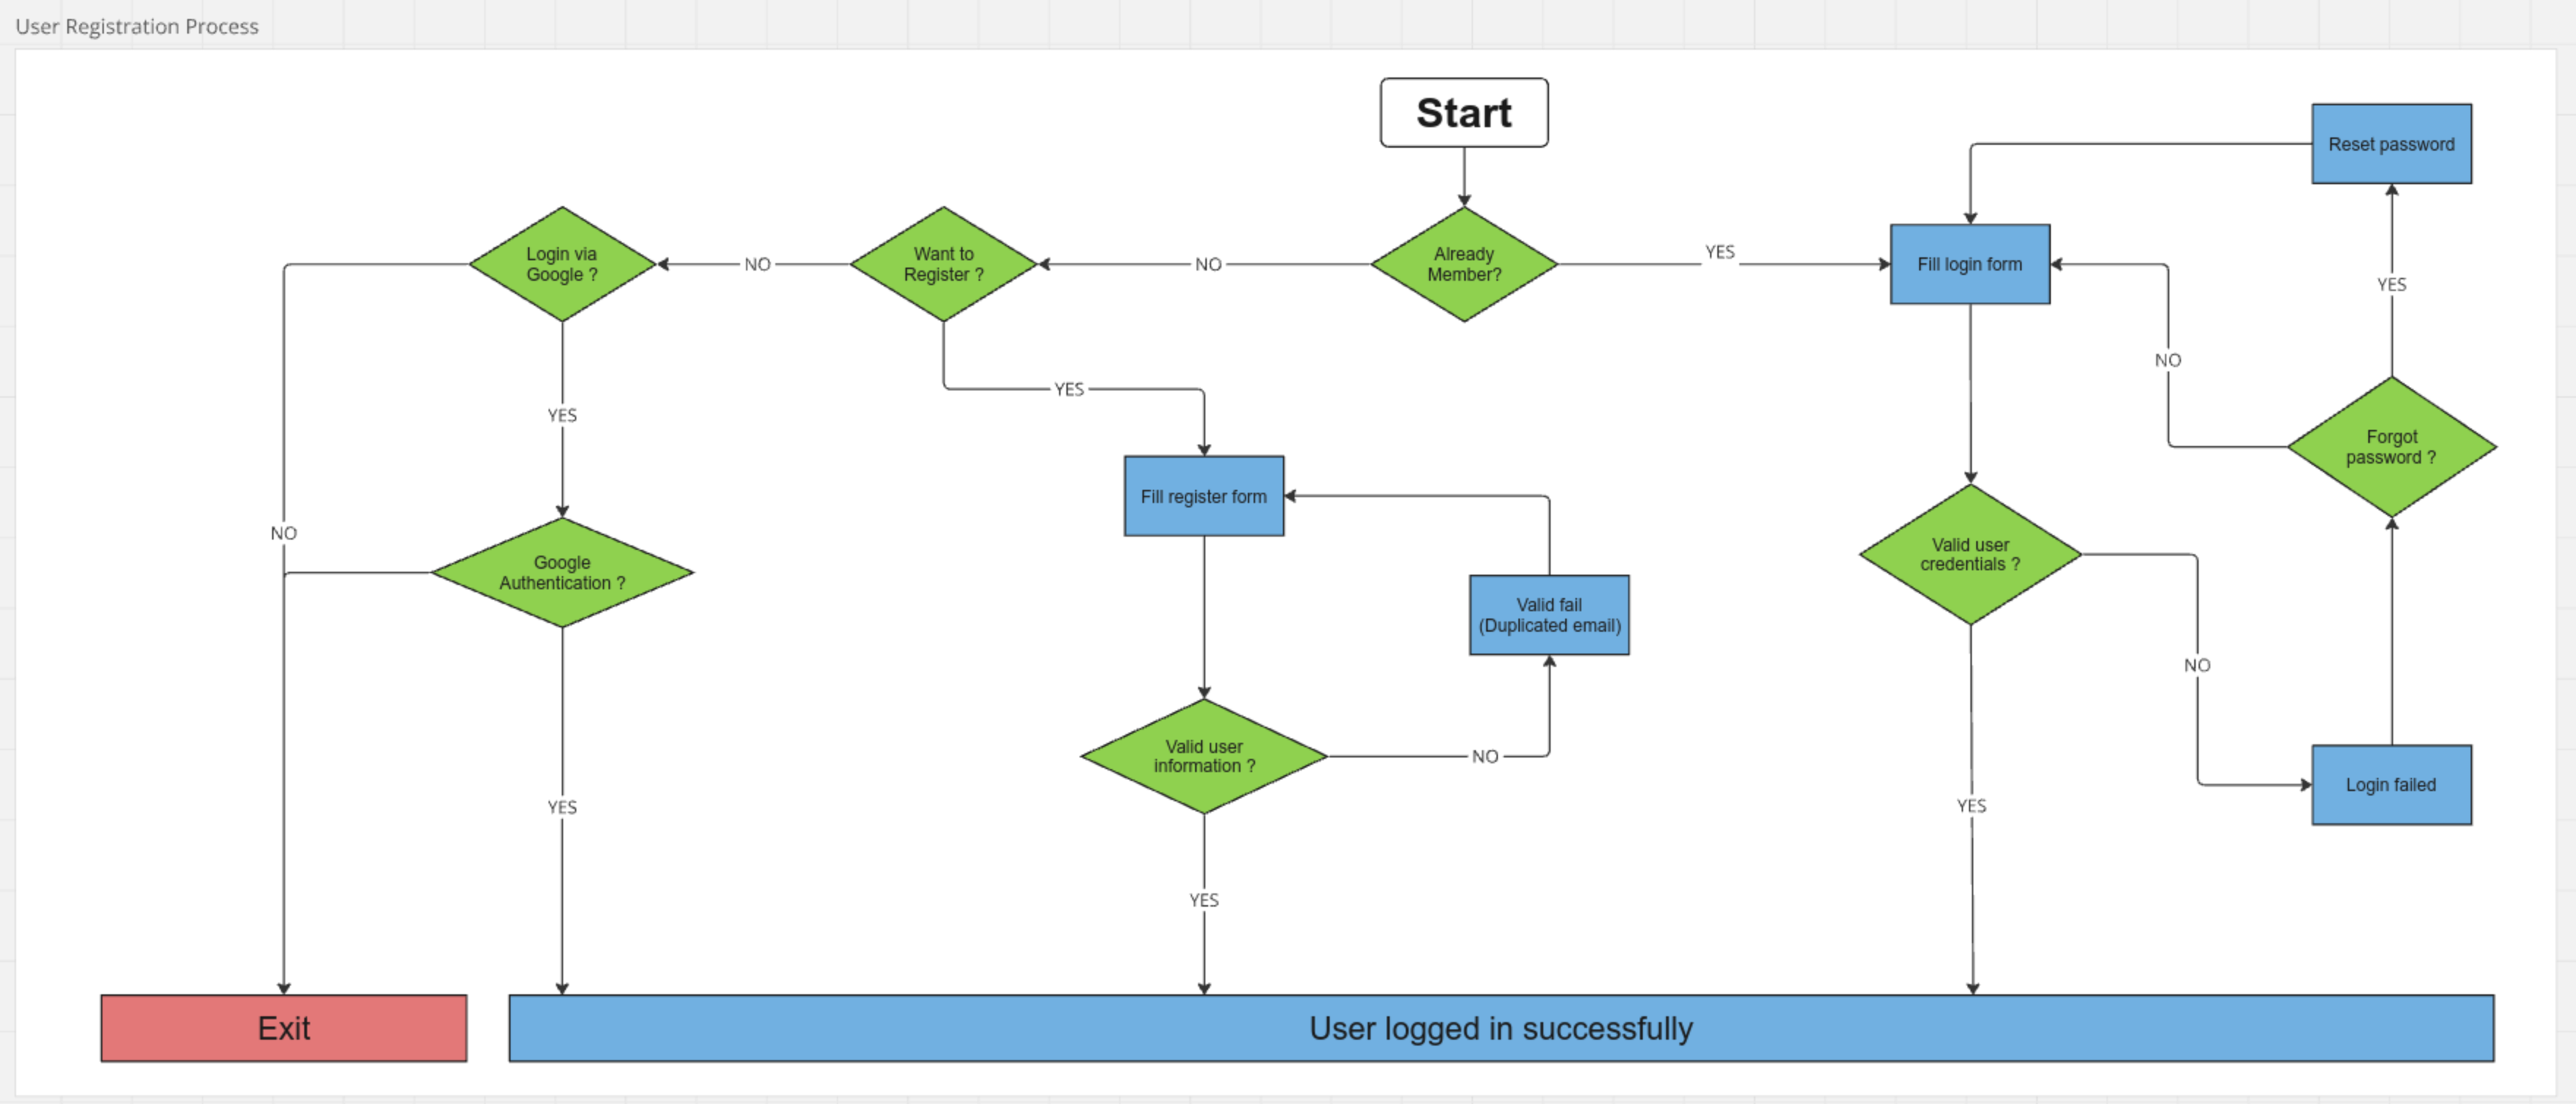 User Registration Process
Start
Reset password
Login via
Google ?
NO
Want to
Register ?
NO
Already
Member?
YES
Fill login form
YES
NO
YES
YES
Forgot
password ?
Fill register form
NO
Google
Authentication ?
Valid fail
(Duplicated email)
Valid user
credentials ?
NO
Valid user
information ?
NO
Login failed
YES
YES
YES
Exit
User logged in successfully